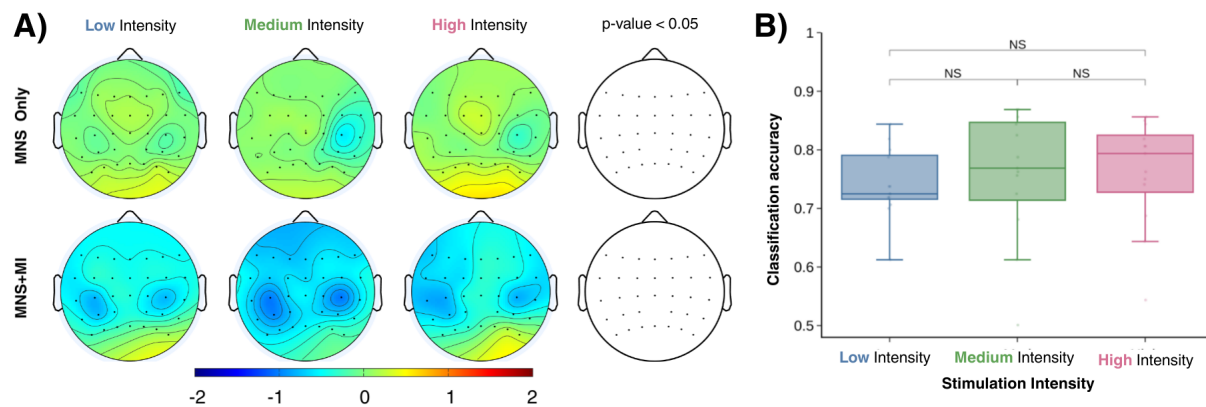 A)
Low Intensity
Medium Intensity
High Intensity
p-value < 0.05
MNS Only
MNS+MI
-2
-1
0
1
2
B)
NS
NS
NS
1
0.9
0.8
0.7
0.6
0.5
Classification accuracy
Low Intensity
Medium Intensity
High Intensity
Stimulation Intensity